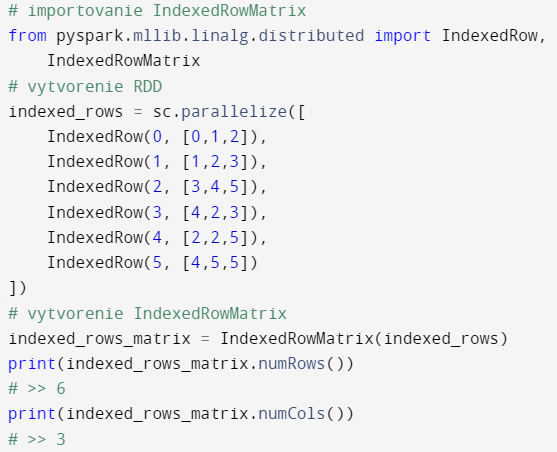 # importovanie IndexedRowMatrix
from pyspark.mllib.linalg.distributed import IndexedRow,
    IndexedRowMatrix
# vytvorenie RDD
indexed_rows = sc.parallelize([
    IndexedRow(0, [0,1,2]),
    IndexedRow(1, [1,2,3]),
    IndexedRow(2, [3,4,5]),
    IndexedRow(3, [4,2,3]),
    IndexedRow(4, [2,2,5]),
    IndexedRow(5, [4,5,5])
])
# vytvorenie IndexedRowMatrix
indexed_rows_matrix = IndexedRowMatrix(indexed_rows)
print(indexed_rows_matrix.numRows())
# >> 6
print(indexed_rows_matrix.numCols())
# >> 3